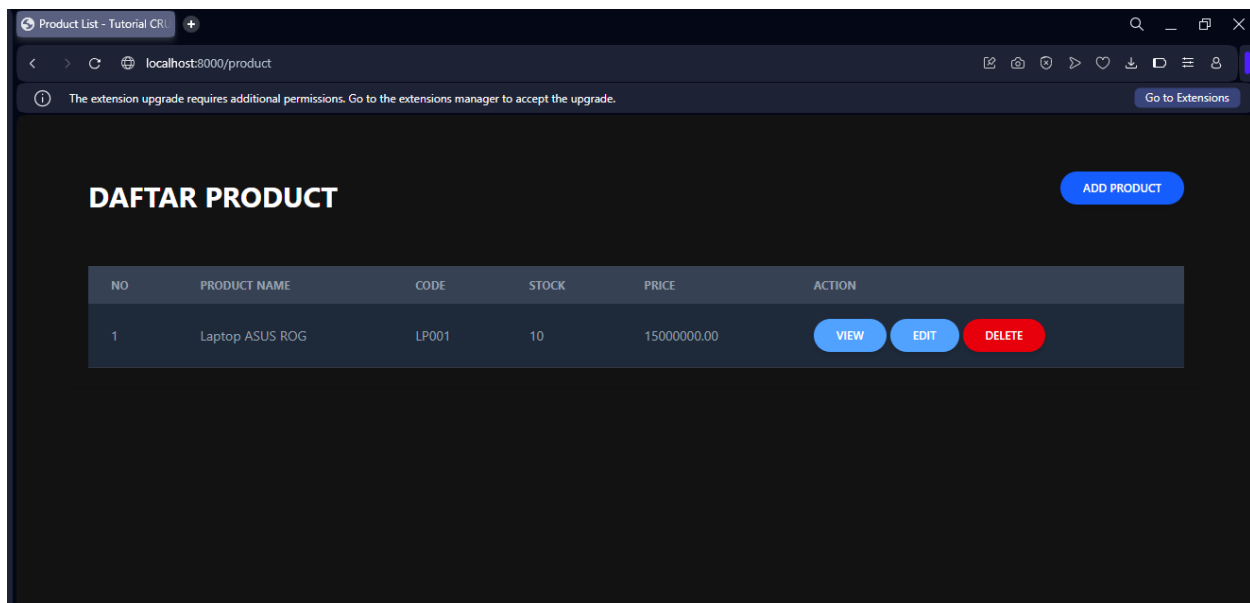 Product List - Tutorial CRU
localhost:8000/product
The extension upgrade requires additional permissions. Go to the extensions manager to accept the upgrade.
Go to Extensions
DAFTAR PRODUCT
ADD PRODUCT
NO PRODUCT NAME CODE STOCK PRICE ACTION
1 Laptop ASUS ROG LP001 10 15000000.00 VIEW EDIT DELETE